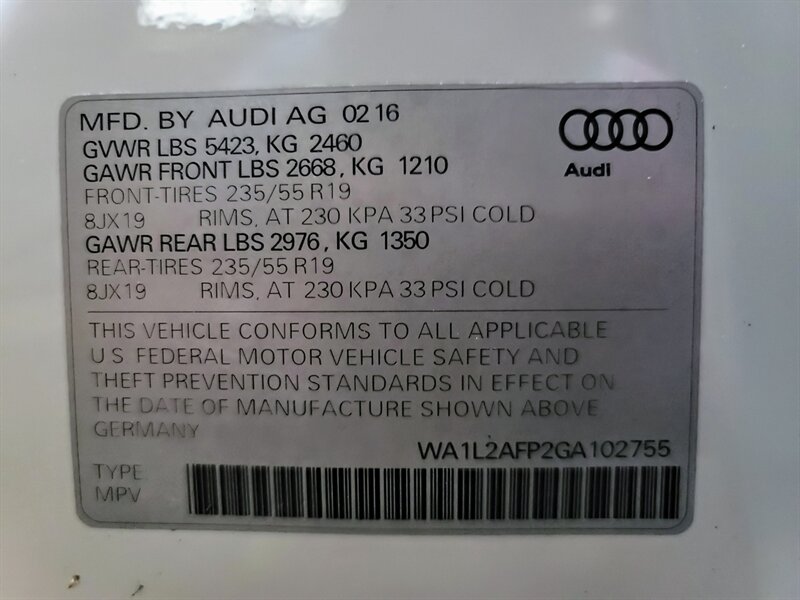 MFD. BY AUDI AG 02 16
GVWR LBS 5423, KG 2460
GAWR FRONT LBS 2668, KG 1210
FRONT-TIRES 235/55 R19
8JX19 RIMS, AT 230 KPA 33 PSI COLD
GAWR REAR LBS 2976, KG 1350
REAR-TIRES 235/55 R19
8JX19 RIMS, AT 230 KPA 33 PSI COLD
Audi
THIS VEHICLE CONFORMS TO ALL APPLICABLE
U.S. FEDERAL MOTOR VEHICLE SAFETY AND
THEFT PREVENTION STANDARDS IN EFFECT ON
THE DATE OF MANUFACTURE SHOWN ABOVE
GERMANY
WA1L2AFP2GA102755
TYPE
MPV